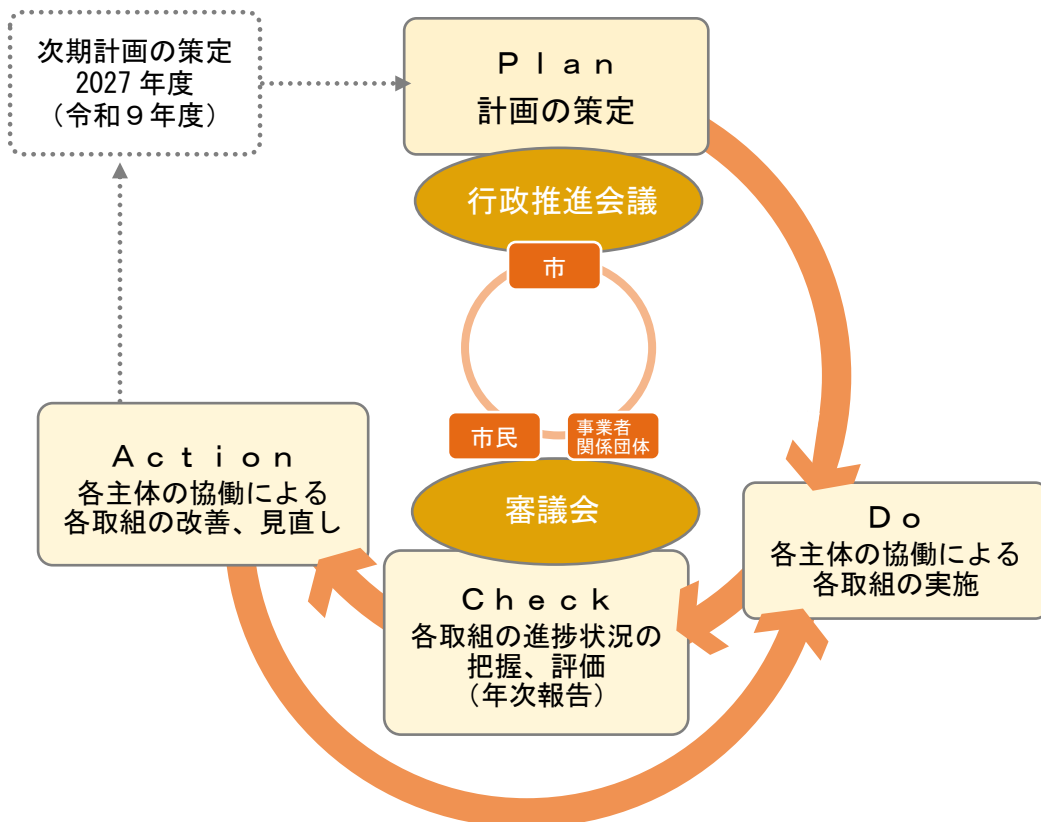 次期計画の策定
2027年度
（令和９年度）
Ｐｌａｎ
計画の策定
行政推進会議
市
市民
事業者
関係団体
審議会
Ａｃｔｉｏｎ
各主体の協働による
各取組の改善、見直し
Ｄｏ
各主体の協働による
各取組の実施
Ｃｈｅｃｋ
各取組の進捗状況の
把握、評価
（年次報告）